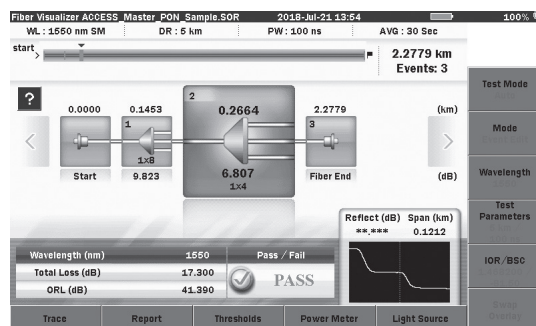 Fiber Visualizer ACCESS_Master_PON_Sample.SOR 2018-Jul-21 13:54 100%
WL : 1550 nm SM DR : 5 km PW : 100 ns AVG : 30 Sec
start
2.2779 km
Events: 3
?
0.0000 0.1453 0.2664 2.2779 (km)
1 2 3
1x8 1x4
Start 9.823 6.807 Fiber End (dB)
Reflect (dB) Span (km)
**.*** 0.1212
Wavelength (nm) 1550 Pass / Fail
Total Loss (dB) 17.300
ORL (dB) 41.390
PASS
Test Mode
Mode
Wavelength
Test
Parameters
IOR/BSC
Trace Report Thresholds Power Meter Light Source